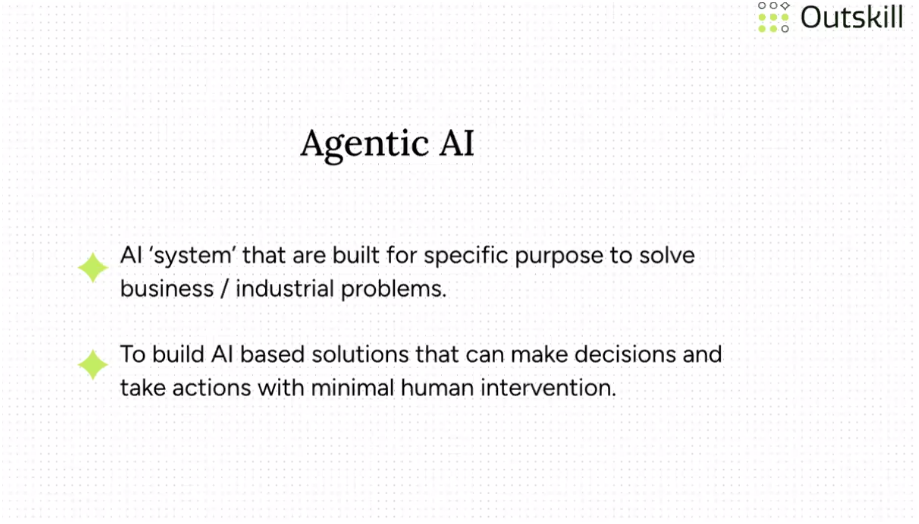 Outskill
Agentic AI
AI ‘system’ that are built for specific purpose to solve
business / industrial problems.
To build AI based solutions that can make decisions and
take actions with minimal human intervention.